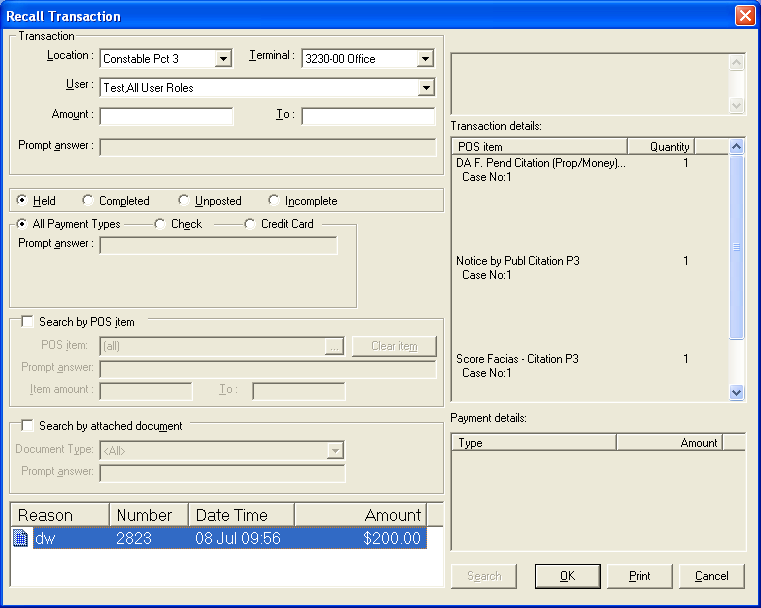 Recall Transaction
Transaction
Location : Constable Pct 3 Terminal : 3230-00 Office
User : Test,All User Roles
Amount : To :
Prompt answer :
Held Completed Unposted Incomplete
All Payment Types Check Credit Card
Prompt answer :
Search by POS item
POS item: (all) ... Clear item
Prompt answer:
Item amount : To :
Search by attached document
Document Type: <All>
Prompt answer:
Reason Number Date Time Amount
dw 2823 08 Jul 09:56 $200.00
Transaction details:
POS item Quantity
DA F. Pend Citation (Prop/Money)... 1
Case No:1
Notice by Publ Citation P3 1
Case No:1
Score Facias - Citation P3 1
Case No:1
Payment details:
Type Amount
Search OK Print Cancel